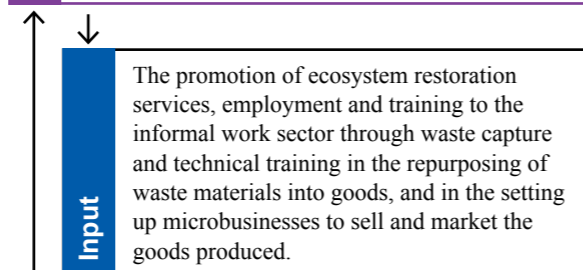 Input
The promotion of ecosystem restoration
services, employment and training to the
informal work sector through waste capture
and technical training in the repurposing of
waste materials into goods, and in the setting
up microbusinesses to sell and market the
goods produced.